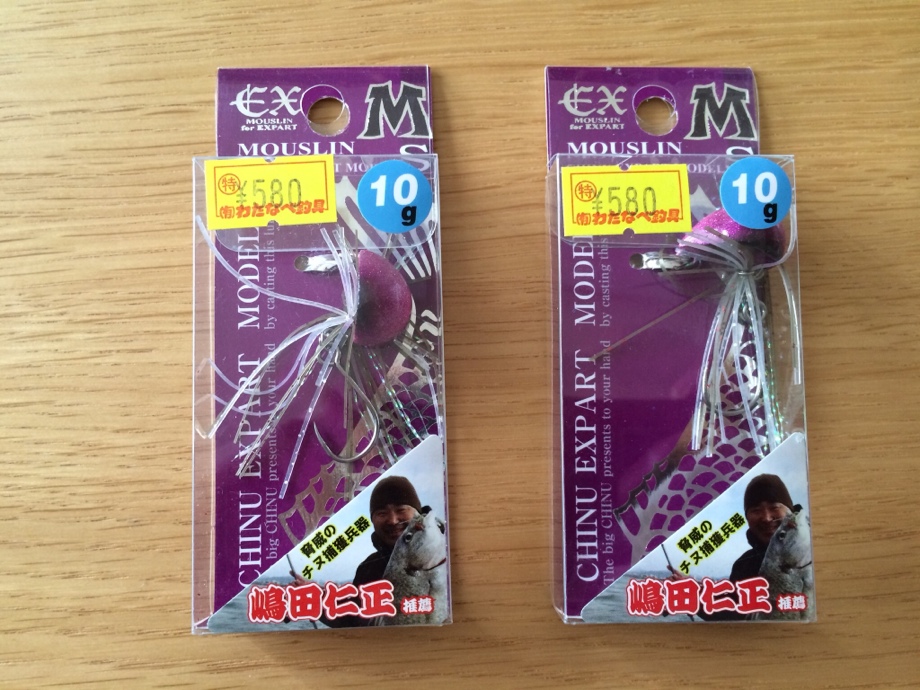 EX
MOUSLIN
for EXPART
M
MOUSLIN
S
特
¥580
(有)わたなべ釣具
10
g
CHINU EXPART MODEL
big CHINU presents to your hand by casting this
脅威の
チヌ捕獲兵器
嶋田仁正 推薦
EX
MOUSLIN
for EXPART
M
MOUSLIN
S
MODEL
特
¥580
(有)わたなべ釣具
10
g
CHINU EXPART MODEL
The big CHINU presents to your hand by casting this
脅威の
チヌ捕獲兵器
嶋田仁正 推薦